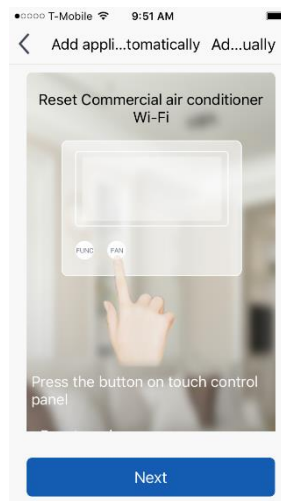 T-Mobile 9:51 AM
Add appli...tomatically Ad...ually
Reset Commercial air conditioner
Wi-Fi
FUNC FAN
Press the button on touch control
panel
Next